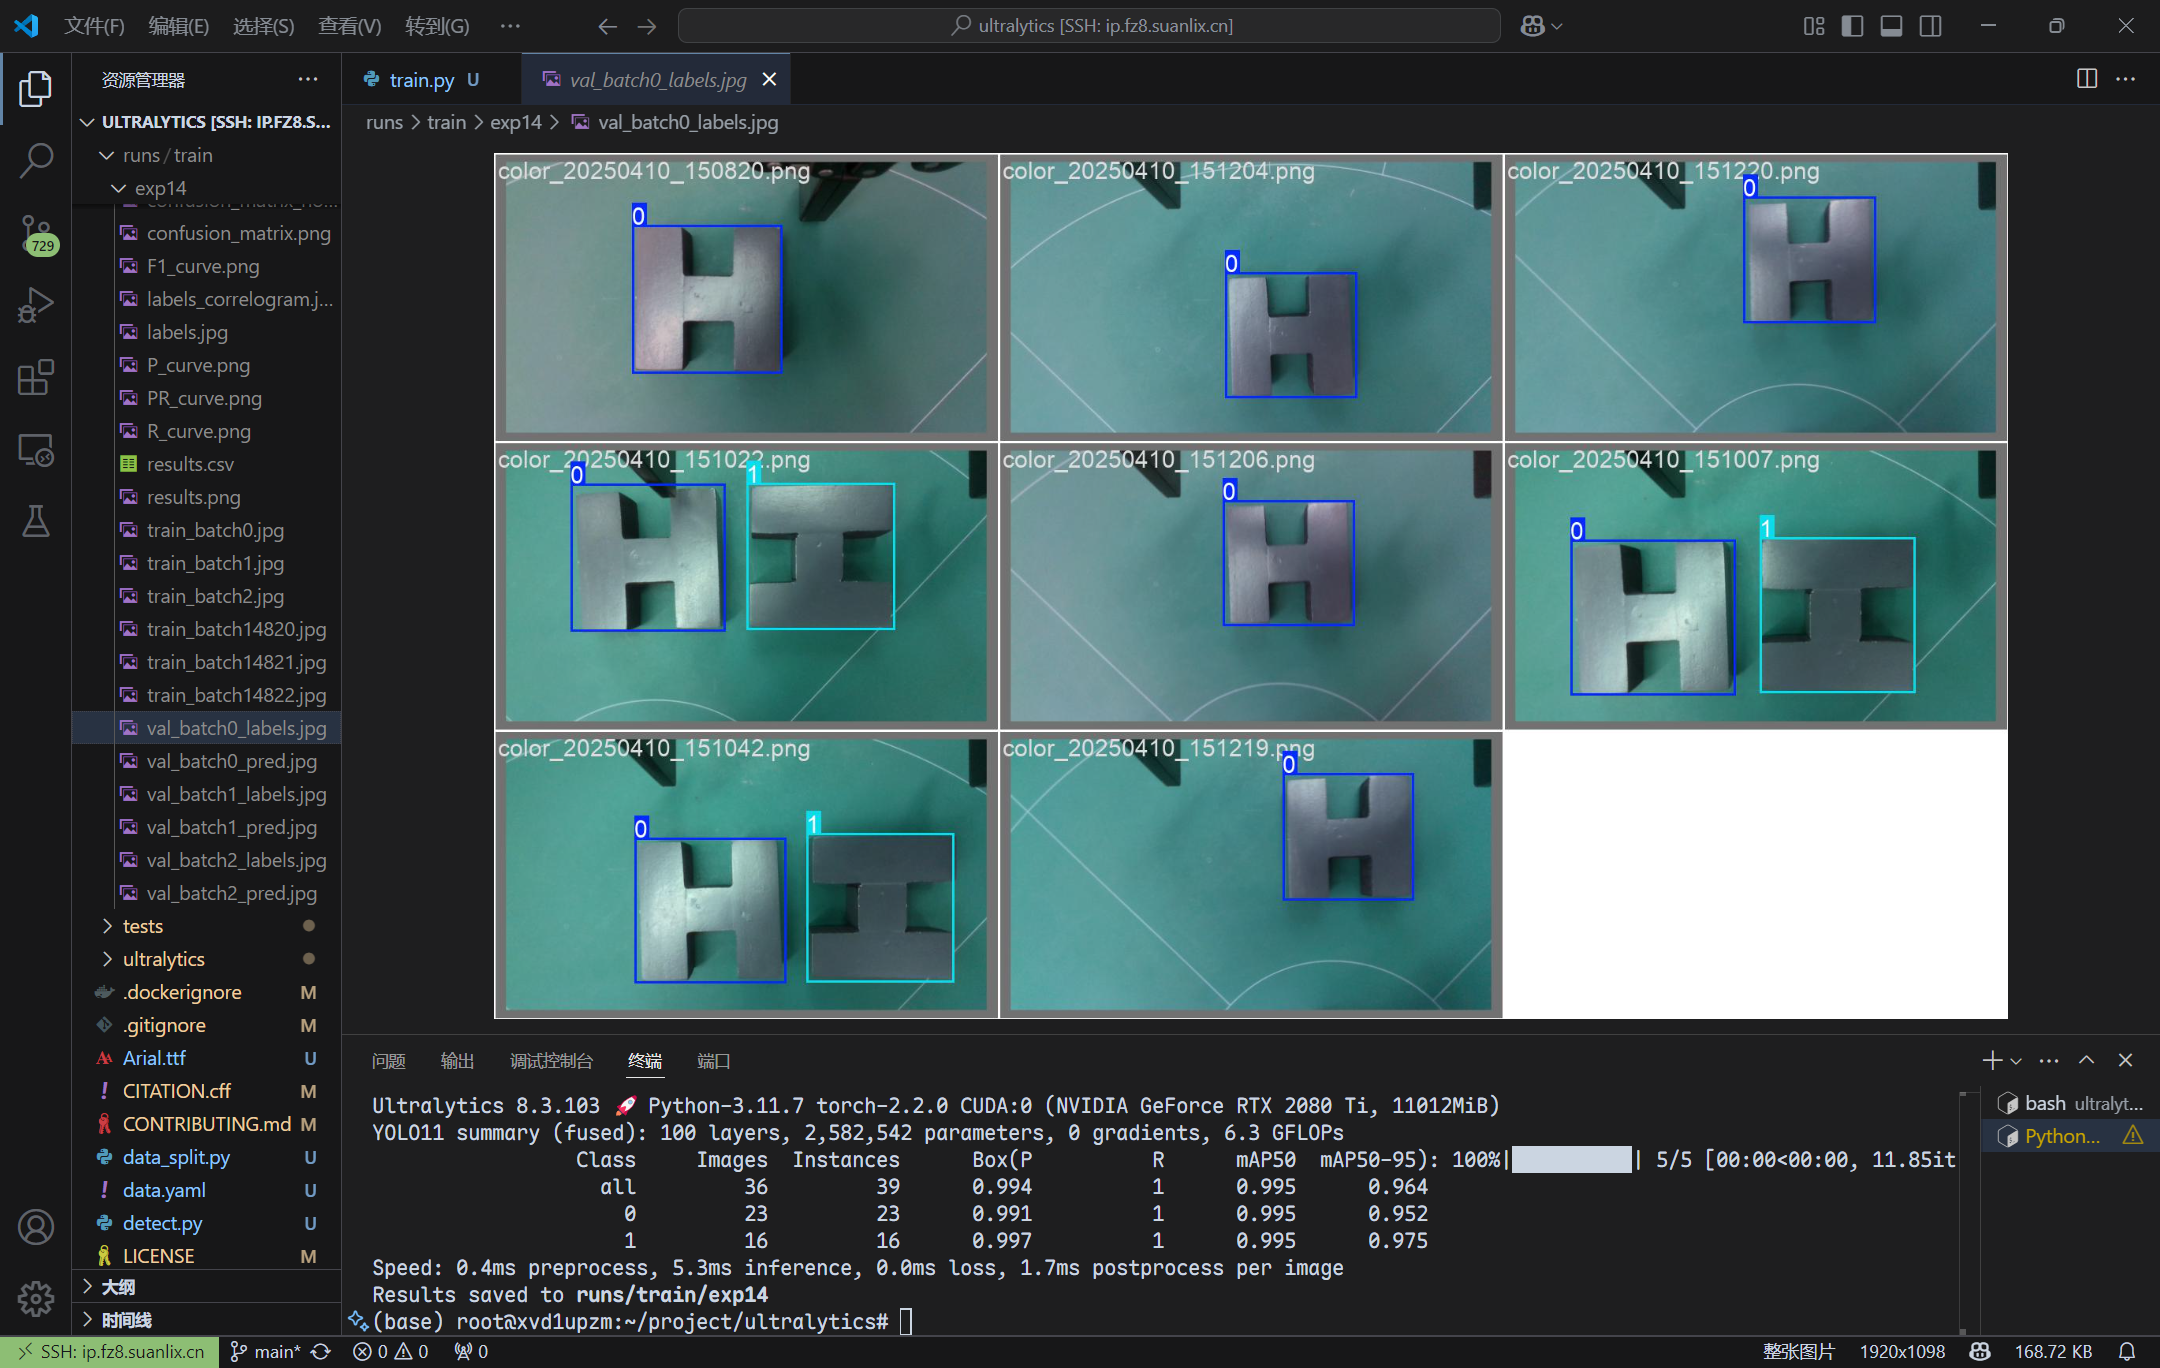 文件(F) 编辑(E) 选择(S) 查看(V) 转到(G) ··· ultralytics [SSH: ip.fz8.suanlix.cn]
资源管理器 ···
train.py U val_batch0_labels.jpg
ULTRALYTICS [SSH: IP.FZ8.S...
runs > train > exp14 > val_batch0_labels.jpg
runs / train
exp14
confusion_matrix_no...
confusion_matrix.png
F1_curve.png
labels_correlogram.j...
labels.jpg
P_curve.png
PR_curve.png
R_curve.png
results.csv
results.png
train_batch0.jpg
train_batch1.jpg
train_batch2.jpg
train_batch14820.jpg
train_batch14821.jpg
train_batch14822.jpg
val_batch0_labels.jpg
val_batch0_pred.jpg
val_batch1_labels.jpg
val_batch1_pred.jpg
val_batch2_labels.jpg
val_batch2_pred.jpg
tests
ultralytics
.dockerignore M
.gitignore M
Arial.ttf U
CITATION.cff M
CONTRIBUTING.md M
data_split.py U
data.yaml U
detect.py U
LICENSE M
大纲
时间线
729
color_20250410_150820.png
0
color_20250410_151204.png
0
color_20250410_151220.png
0
color_20250410_151022.png
0 1
color_20250410_151206.png
0
color_20250410_151007.png
0 1
color_20250410_151042.png
0 1
color_20250410_151219.png
0
问题 输出 调试控制台 终端 端口
Ultralytics 8.3.103 🚀 Python-3.11.7 torch-2.2.0 CUDA:0 (NVIDIA GeForce RTX 2080 Ti, 11012MiB)
YOLO11 summary (fused): 100 layers, 2,582,542 parameters, 0 gradients, 6.3 GFLOPs
Class Images Instances Box(P R mAP50 mAP50-95): 100%|██████████| 5/5 [00:00<00:00, 11.85it
all 36 39 0.994 1 0.995 0.964
0 23 23 0.991 1 0.995 0.952
1 16 16 0.997 1 0.995 0.975
Speed: 0.4ms preprocess, 5.3ms inference, 0.0ms loss, 1.7ms postprocess per image
Results saved to runs/train/exp14
(base) root@xvd1upzm:~/project/ultralytics#
bash ultralyt...
Python...
SSH: ip.fz8.suanlix.cn main* 0 0 0 整张图片 1920x1098 168.72 KB